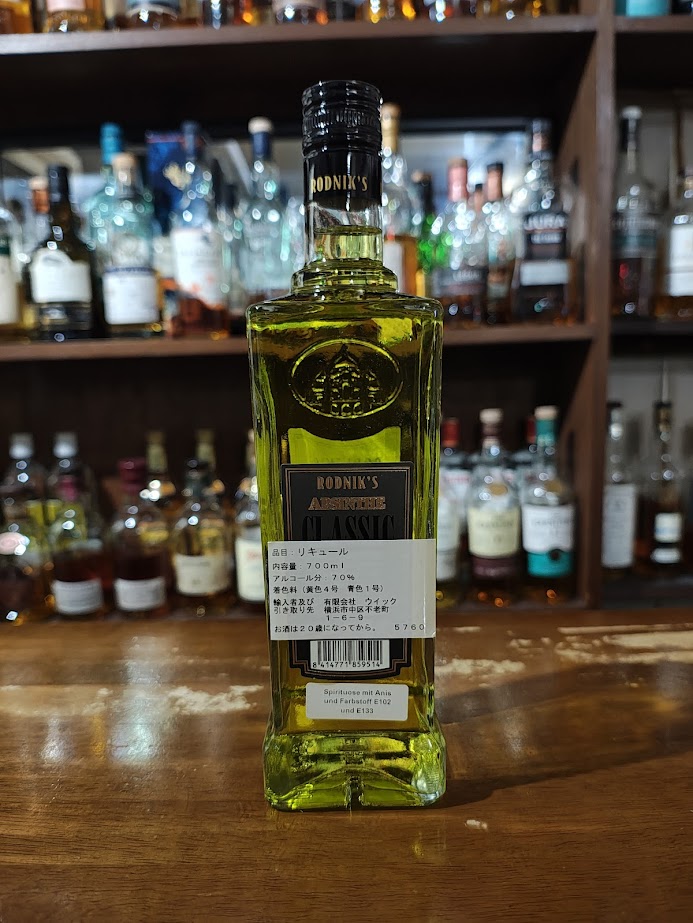 RODNIK'S
RODNIK'S
ABSINTHE
CLASSIC
品目：リキュール
内容量 700ml
アルコール分：70％
着色料（黄色4号 青色1号）
輸入者及び 有限会社 ウイック
引き取り先 横浜市中区不老町
1－6－9
お酒は20歳になってから。 5760
8 414771 859514
Spirituose mit Anis
und Farbstoff E102
und E133